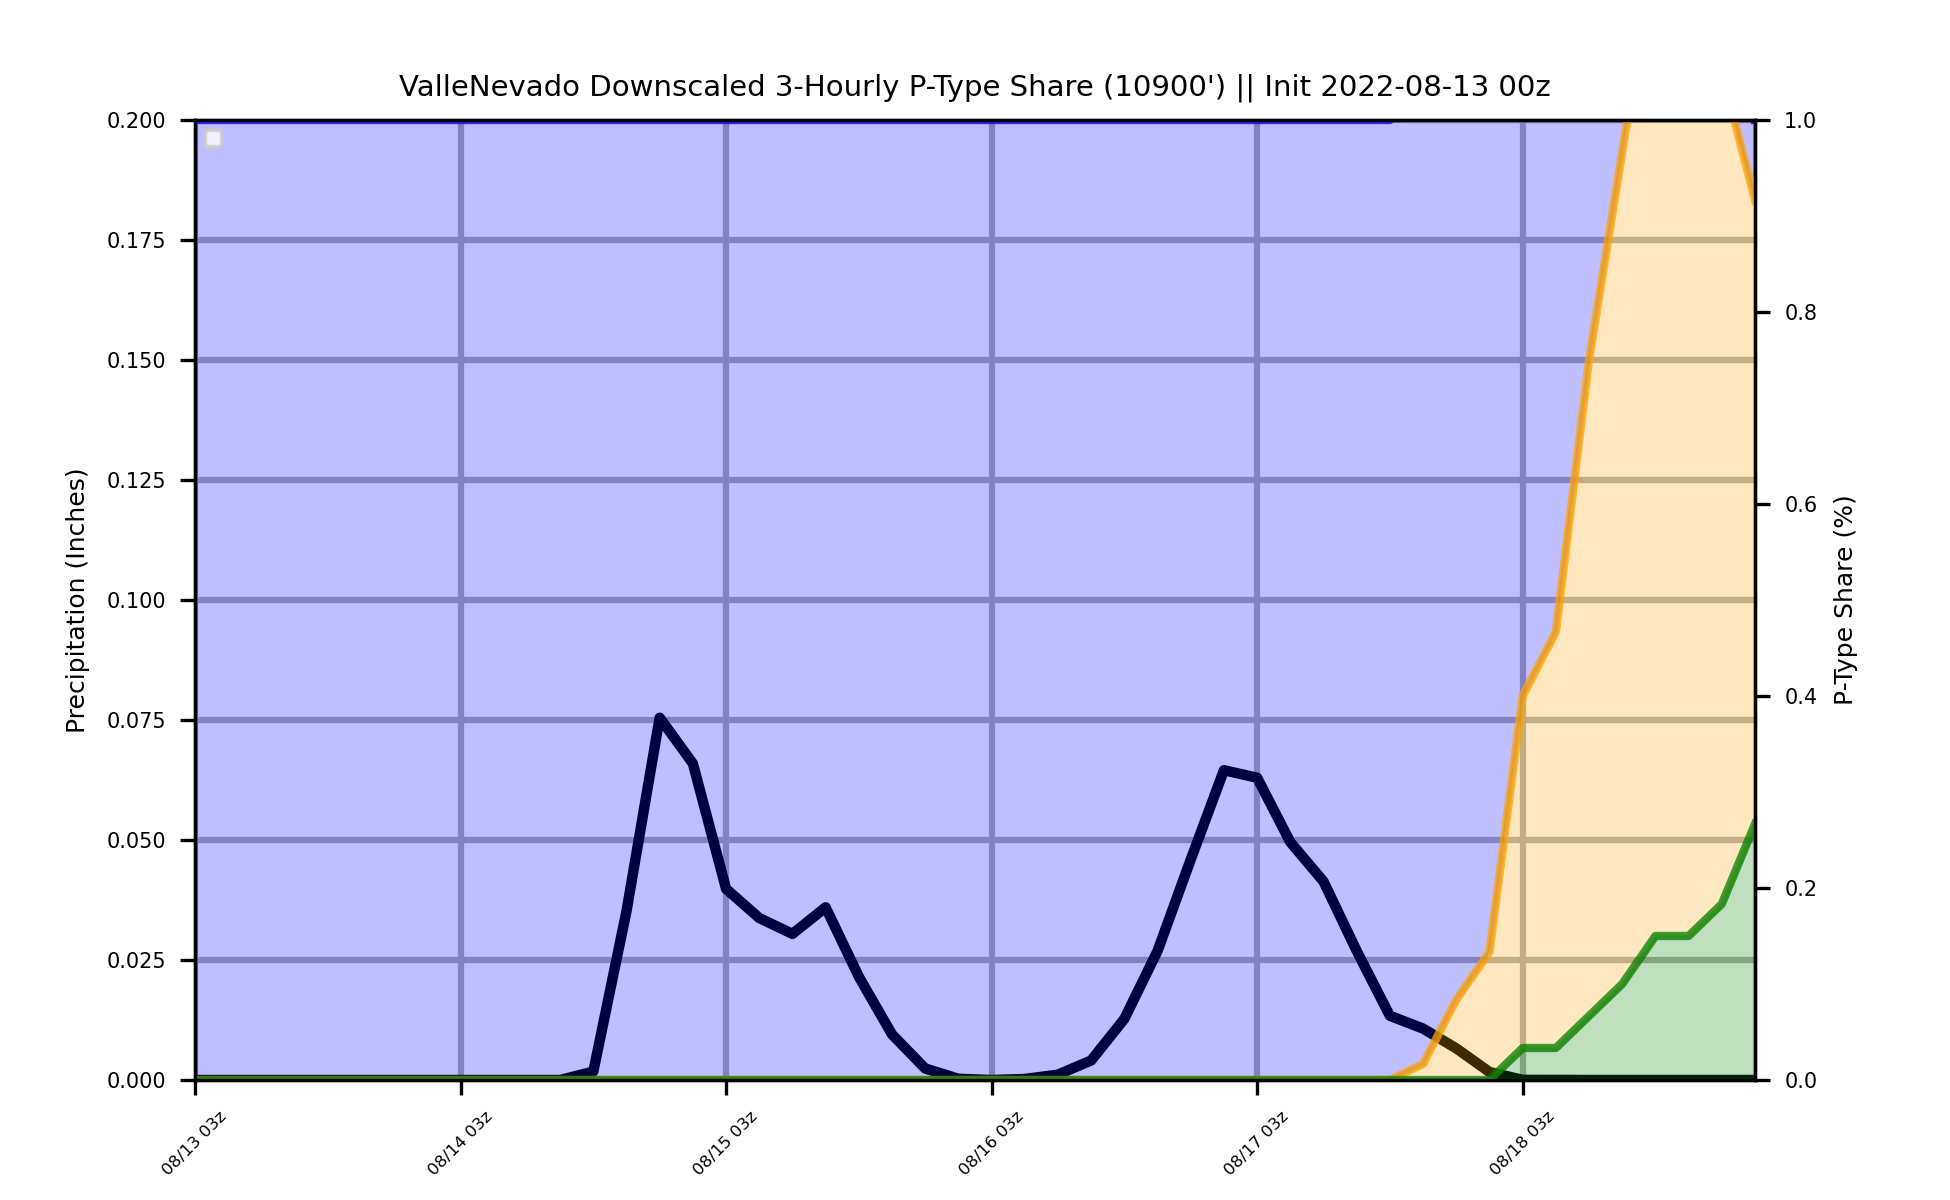 ValleNevado Downscaled 3-Hourly P-Type Share (10900') || Init 2022-08-13 00z
Precipitation (Inches)
0.200
0.175
0.150
0.125
0.100
0.075
0.050
0.025
0.000
1.0
0.8
0.6
0.4
0.2
0.0
P-Type Share (%)
08/13 03z
08/14 03z
08/15 03z
08/16 03z
08/17 03z
08/18 03z